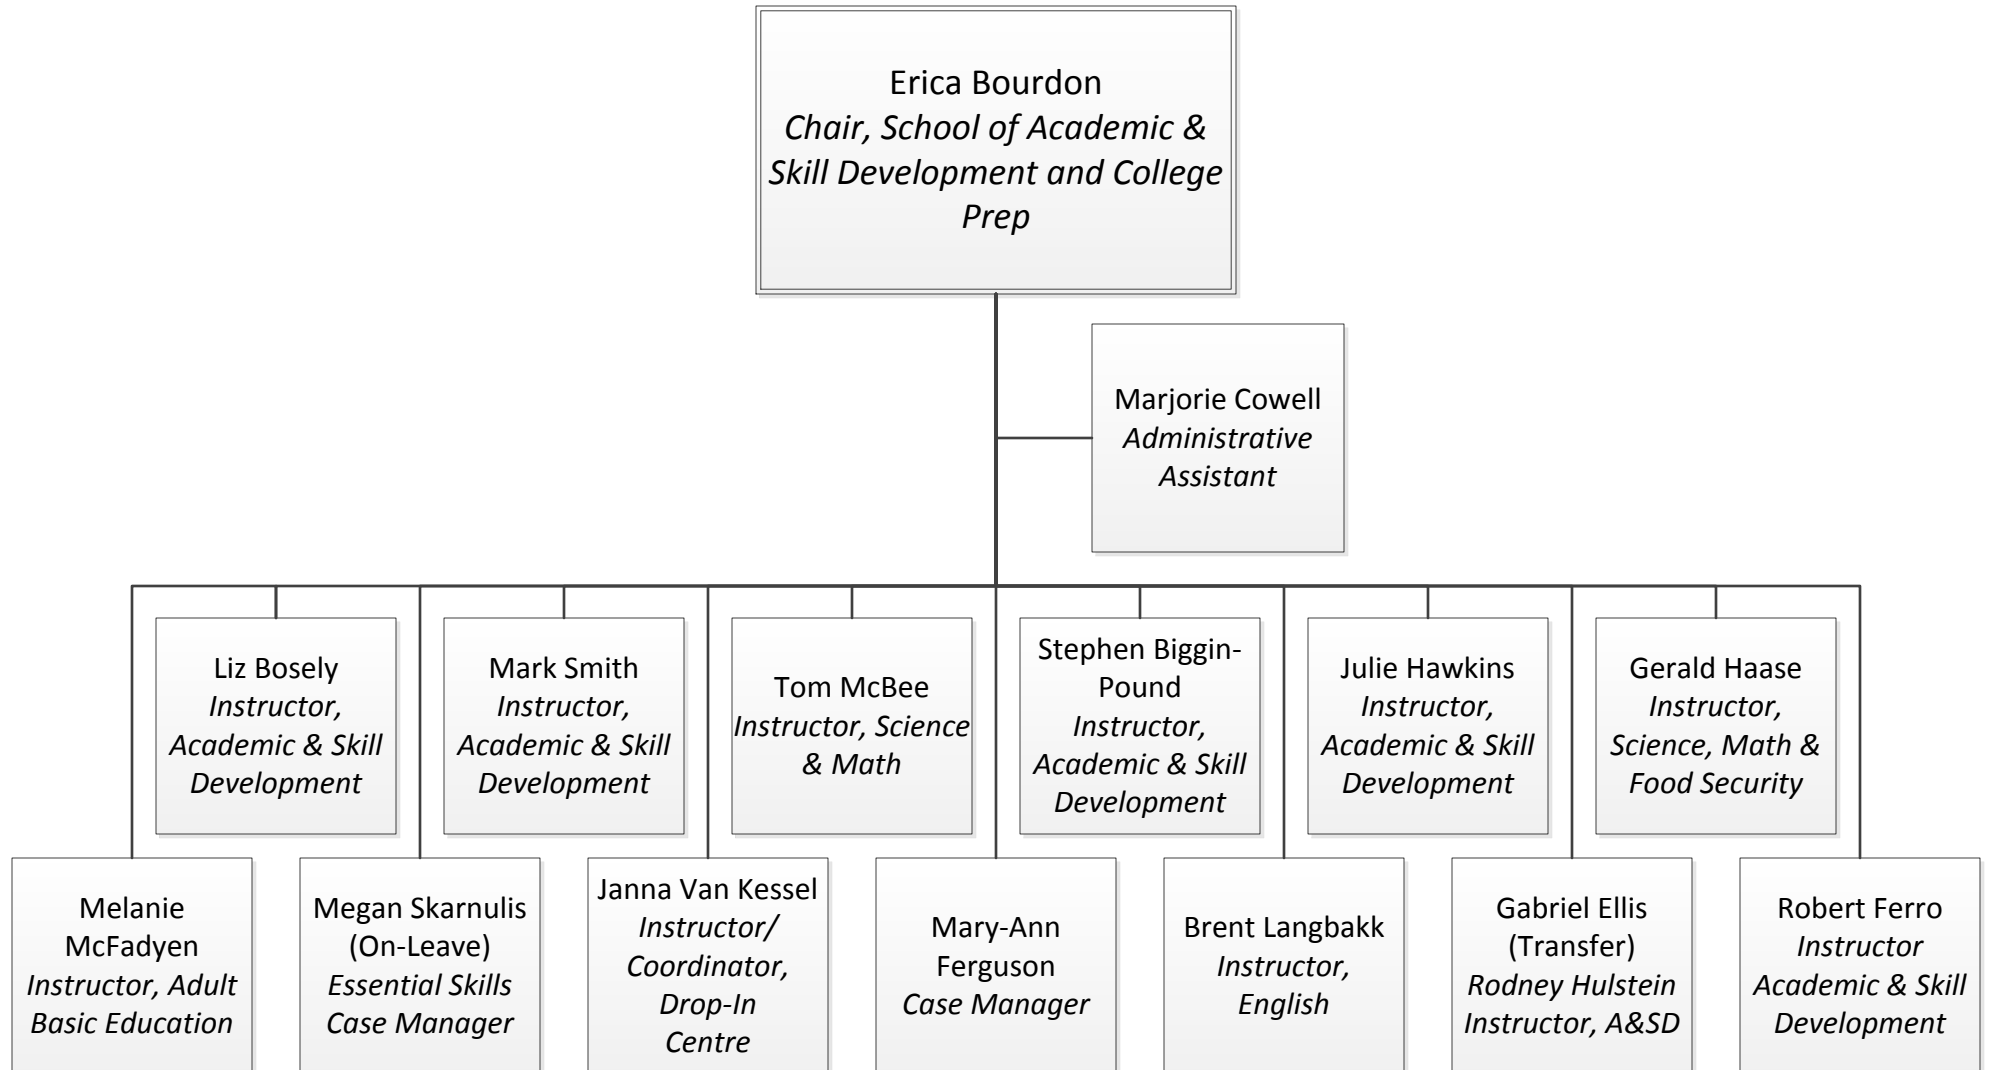 Erica Bourdon
Chair, School of Academic &
Skill Development and College
Prep
Marjorie Cowell
Administrative
Assistant
Liz Bosely
Instructor,
Academic & Skill
Development
Mark Smith
Instructor,
Academic & Skill
Development
Tom McBee
Instructor, Science
& Math
Stephen Biggin-
Pound
Instructor,
Academic & Skill
Development
Julie Hawkins
Instructor,
Academic & Skill
Development
Gerald Haase
Instructor,
Science, Math &
Food Security
Melanie
McFadyen
Instructor, Adult
Basic Education
Megan Skarnulis
(On-Leave)
Essential Skills
Case Manager
Janna Van Kessel
Instructor/
Coordinator,
Drop-In
Centre
Mary-Ann
Ferguson
Case Manager
Brent Langbakk
Instructor,
English
Gabriel Ellis
(Transfer)
Rodney Hulstein
Instructor, A&SD
Robert Ferro
Instructor
Academic & Skill
Development